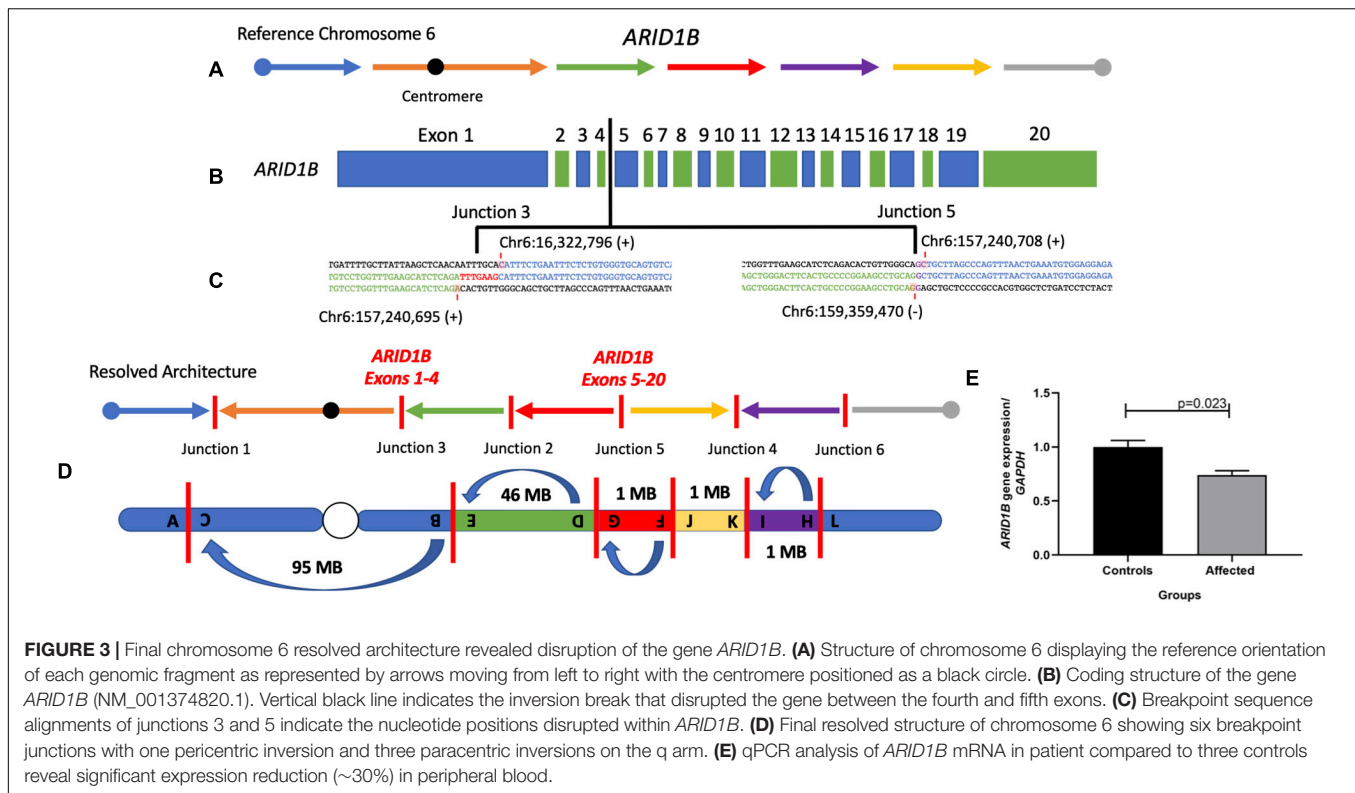 Reference Chromosome 6
ARID1B
A
Centromere
Exon 1 2 3 4 5 6 7 8 9 10 11 12 13 14 15 16 17 18 19 20
B ARID1B
Junction 3 Junction 5
Chr6:16,322,796 (+) Chr6:157,240,708 (+)
C
TGATTTTGCTTATTAAGCTCAACAATTTGCACATTTCTGAATTTCTCTGTGGGTGCAGTGTCA
TGTCCTGGTTTGAAGCATCTCAGATTTGAAGCATTTCTGAATTTCTCTGTGGGTGCAGTGTCA
TGTCCTGGTTTGAAGCATCTCAGACACTGTTGGGCAGCTGCTTAGCCCAGTTTAACTGAAATG
CTGGTTTGAAGCATCTCAGACACTGTTGGGCAGCTGCTTAGCCCAGTTTAACTGAAATGTGGAGGAGA
AGCTGGGACTTCACTGCCCCGGAAGCCTGCAGGCTGCTTAGCCCAGTTTAACTGAAATGTGGAGGAGA
AGCTGGGACTTCACTGCCCCGGAAGCCTGCAGGAGCTGCTCCCCGCCACGTGGCTCTGATCCTCTACT
Chr6:157,240,695 (+) Chr6:159,359,470 (-)
Resolved Architecture
ARID1B
Exons 1-4
ARID1B
Exons 5-20
Junction 1 Junction 3 Junction 2 Junction 5 Junction 4 Junction 6
D
46 MB 1 MB 1 MB
A C B E D G F J K I H L
95 MB 1 MB
E
ARID1B gene expression/
GAPDH
1.5
1.0
0.5
0.0
p=0.023
Controls Affected
Groups
FIGURE 3 | Final chromosome 6 resolved architecture revealed disruption of the gene ARID1B. (A) Structure of chromosome 6 displaying the reference orientation
of each genomic fragment as represented by arrows moving from left to right with the centromere positioned as a black circle. (B) Coding structure of the gene
ARID1B (NM_001374820.1). Vertical black line indicates the inversion break that disrupted the gene between the fourth and fifth exons. (C) Breakpoint sequence
alignments of junctions 3 and 5 indicate the nucleotide positions disrupted within ARID1B. (D) Final resolved structure of chromosome 6 showing six breakpoint
junctions with one pericentric inversion and three paracentric inversions on the q arm. (E) qPCR analysis of ARID1B mRNA in patient compared to three controls
reveal significant expression reduction (~30%) in peripheral blood.